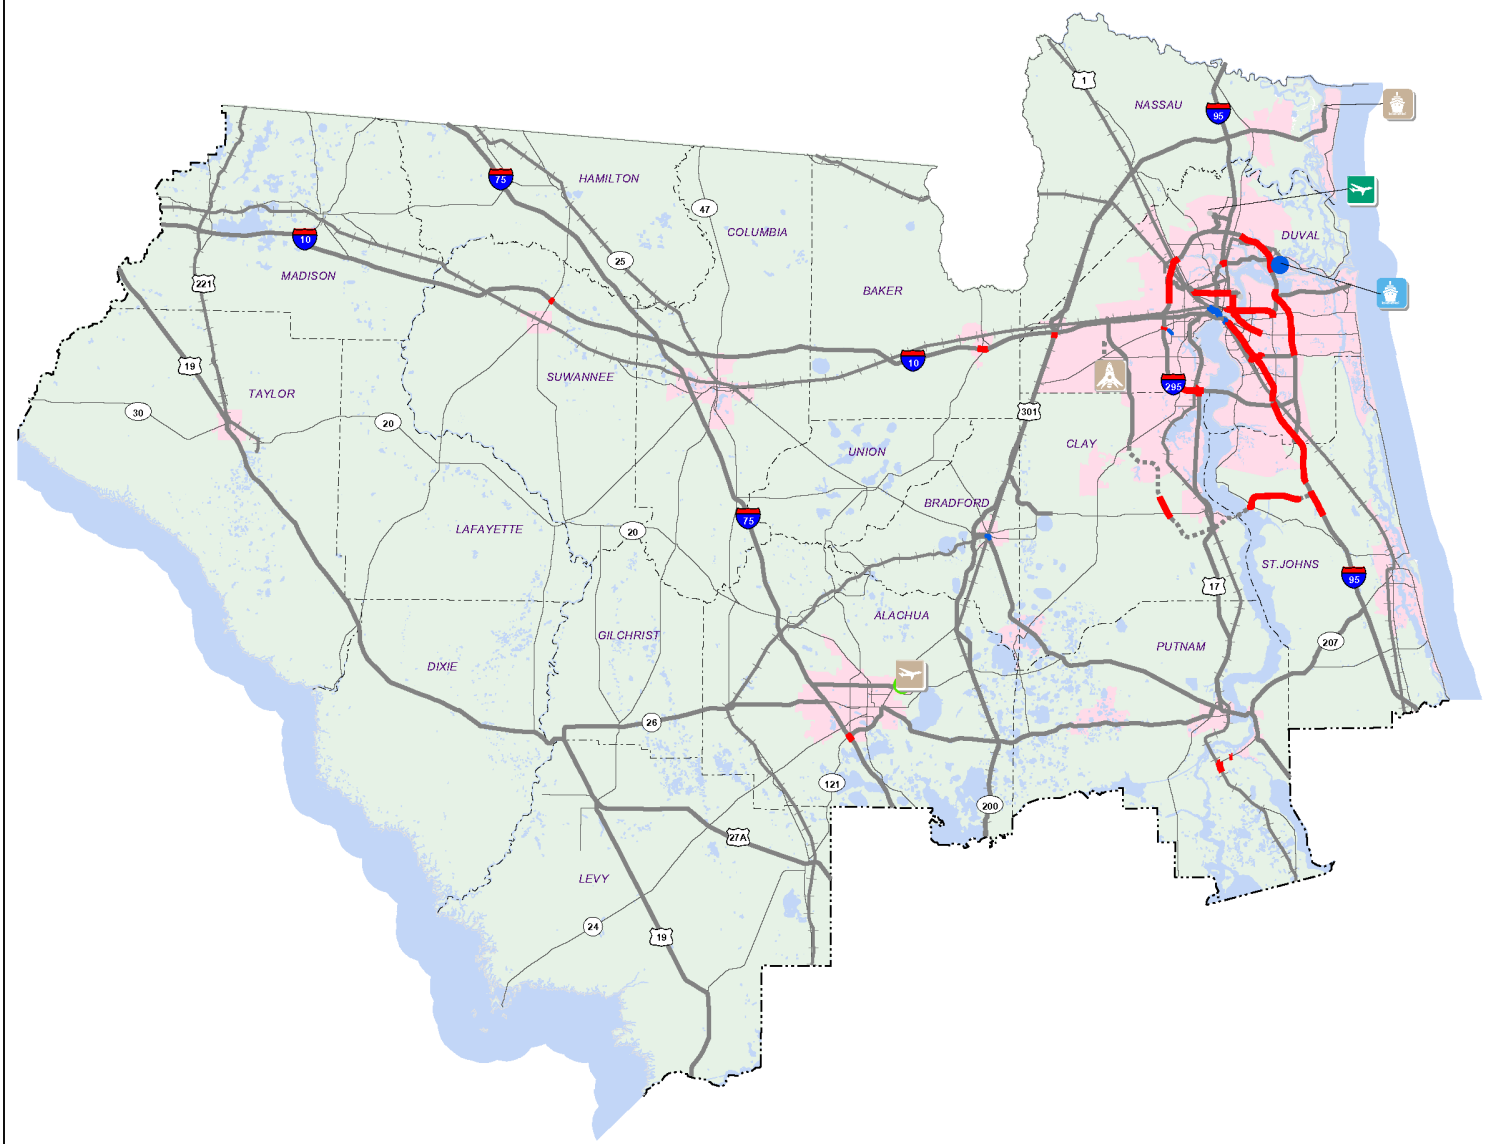 1
NASSAU
95
75
HAMILTON
47
COLUMBIA
DUVAL
10
MADISON
25
221
BAKER
19
10
SUWANNEE
TAYLOR
295
30
20
301
CLAY
UNION
BRADFORD
75
LAFAYETTE
20
ST.JOHNS
95
17
ALACHUA
GILCHRIST
207
PUTNAM
DIXIE
26
121
200
27A
LEVY
24
19